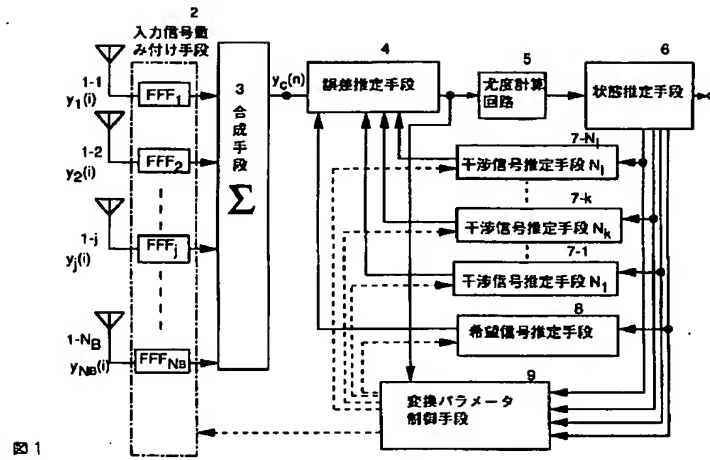 2
入力信号重
み付け手段
1-1
y1(i)
FFF1
1-2
y2(i)
FFF2
1-j
yj(i)
FFFj
1-NB
yNB(i)
FFFNB
3
合成手段
Σ
yc(n)
4
誤差推定手段
5
尤度計算
回路
6
状態推定手段
7-NI
干渉信号推定手段 NI
7-k
干渉信号推定手段 Nk
7-1
干渉信号推定手段 N1
8
希望信号推定手段
9
変換パラメータ
制御手段
図1